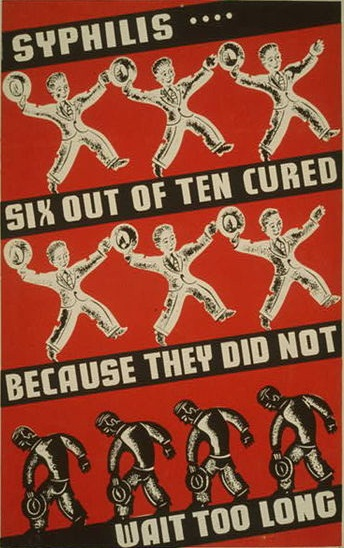 SYPHILIS ....
SIX OUT OF TEN CURED
BECAUSE THEY DID NOT
WAIT TOO LONG